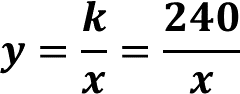 y = k/x = 240/x